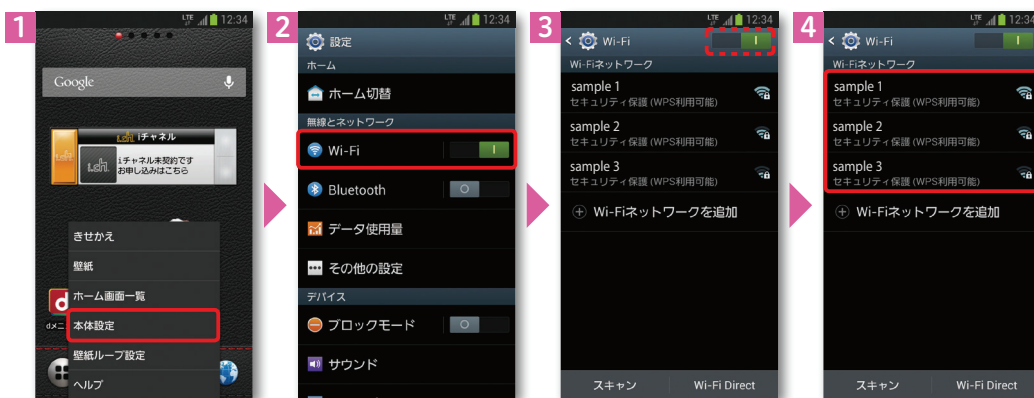 1
LTE 12:34
Google
i.ch. iチャネル
i.ch.
iチャネル未契約です
お申し込みはこちら
きせかえ
壁紙
ホーム画面一覧
dメニ
本体設定
壁紙ループ設定
ヘルプ
2
LTE 12:34
設定
ホーム
ホーム切替
無線とネットワーク
Wi-Fi
Bluetooth
データ使用量
その他の設定
デバイス
ブロックモード
サウンド
3
LTE 12:34
< Wi-Fi
Wi-Fiネットワーク
sample 1
セキュリティ保護 (WPS利用可能)
sample 2
セキュリティ保護 (WPS利用可能)
sample 3
セキュリティ保護 (WPS利用可能)
Wi-Fiネットワークを追加
スキャン Wi-Fi Direct
4
LTE 12:34
< Wi-Fi
Wi-Fiネットワーク
sample 1
セキュリティ保護 (WPS利用可能)
sample 2
セキュリティ保護 (WPS利用可能)
sample 3
セキュリティ保護 (WPS利用可能)
Wi-Fiネットワークを追加
スキャン Wi-Fi Direct